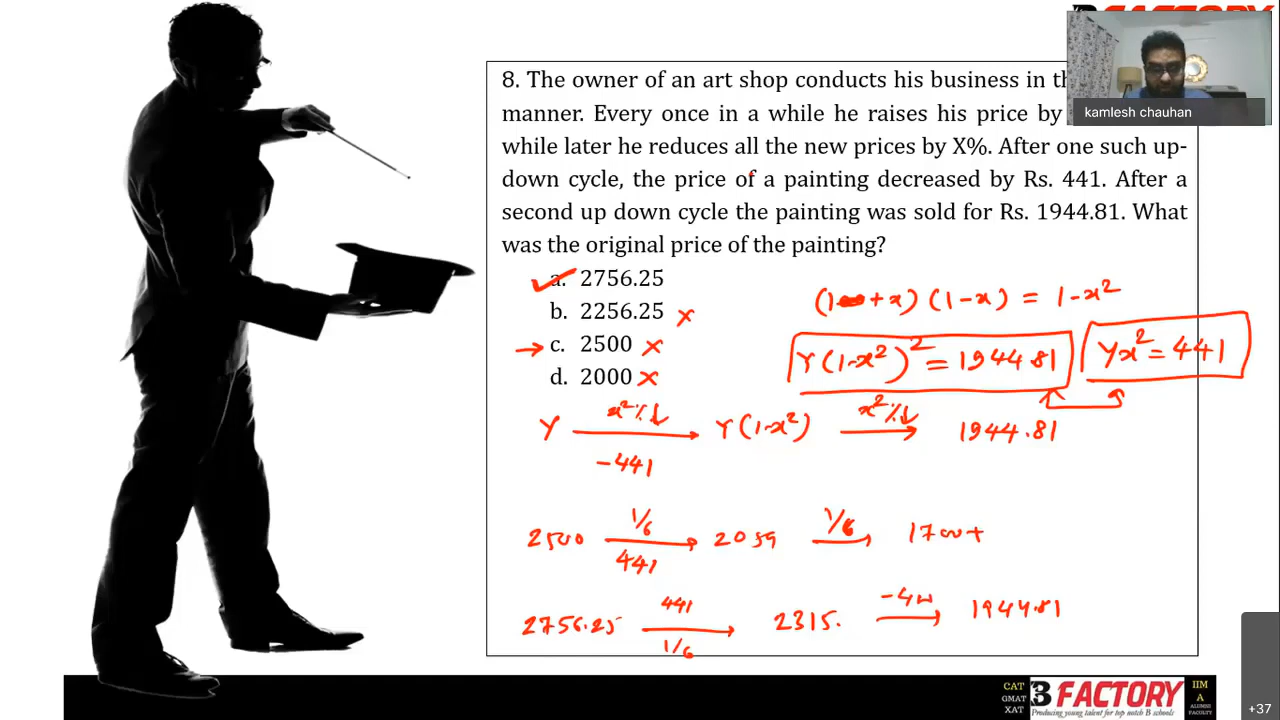 B FACTORY
kamlesh chauhan
8. The owner of an art shop conducts his business in th
manner. Every once in a while he raises his price by
while later he reduces all the new prices by X%. After one such up-
down cycle, the price of a painting decreased by Rs. 441. After a
second up down cycle the painting was sold for Rs. 1944.81. What
was the original price of the painting?
a. 2756.25
b. 2256.25 ×
c. 2500 ×
d. 2000 ×
(1 + x) (1 - x) = 1 - x²
Y(1-x²)² = 1944.81
Yx² = 441
Y x²%↓ -441 Y(1-x²) x²%↓ 1944.81
2500 1/6 441 2059 1/6 1700+
2756.25 441 1/6 2315. 1944.81
CAT
GMAT
XAT
B FACTORY
Producing young talent for top notch B schools
IIM
A
ALUMNI
FACULTY
+37